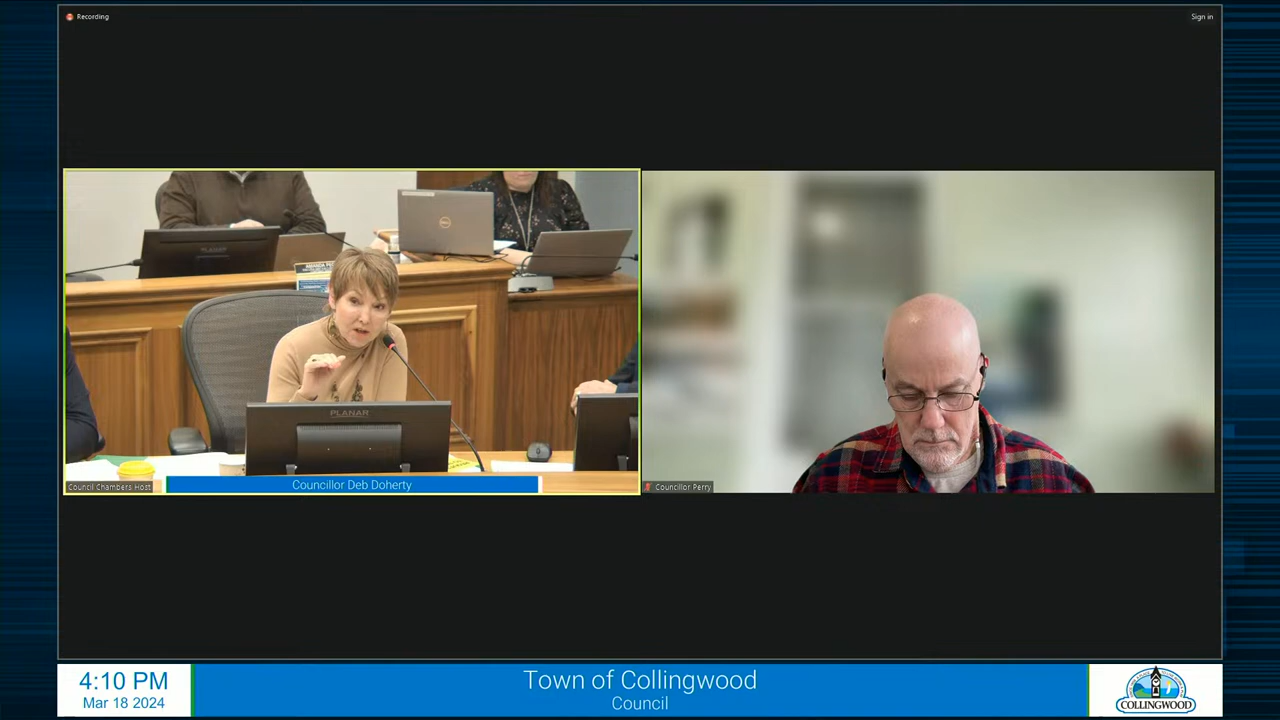 Recording
Sign in
PLANAR
DELL
PLANAR
Council Chambers Host
Councillor Deb Doherty
Councillor Perry
4:10 PM
Mar 18 2024
Town of Collingwood
Council
COLLINGWOOD